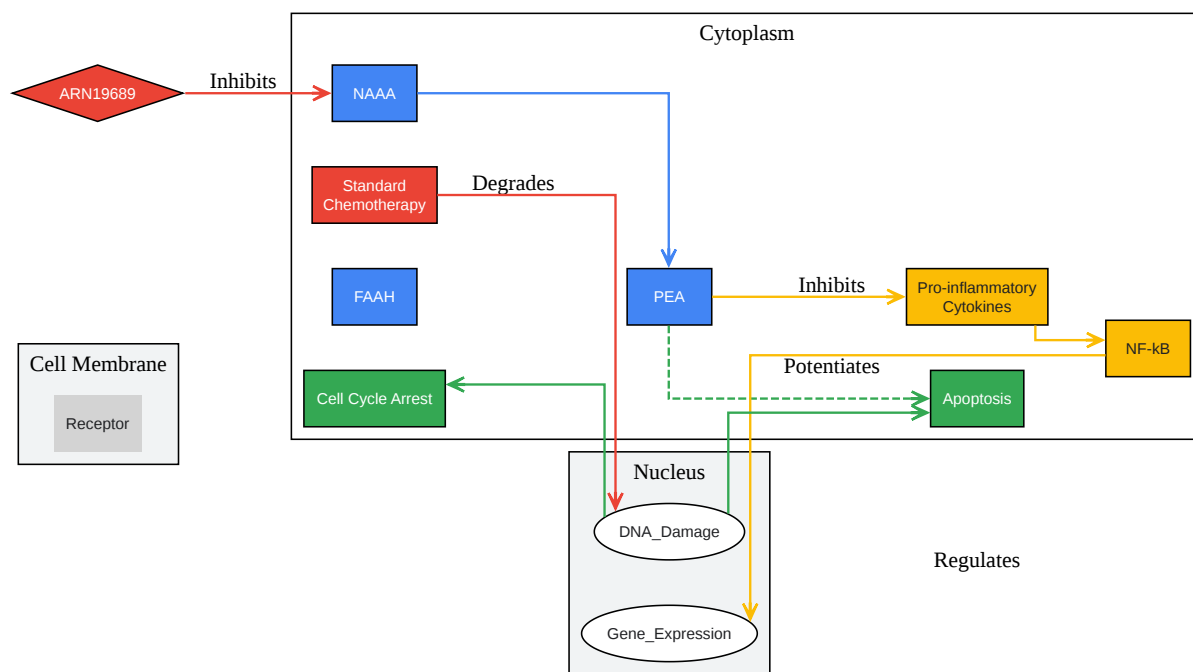 Cytoplasm
Inhibits
ARN19689
NAAA
Standard
Chemotherapy
Degrades
FAAH
PEA
Inhibits
Pro-inflammatory
Cytokines
NF-kB
Cell Membrane
Receptor
Potentiates
Cell Cycle Arrest
Apoptosis
Nucleus
DNA_Damage
Regulates
Gene_Expression